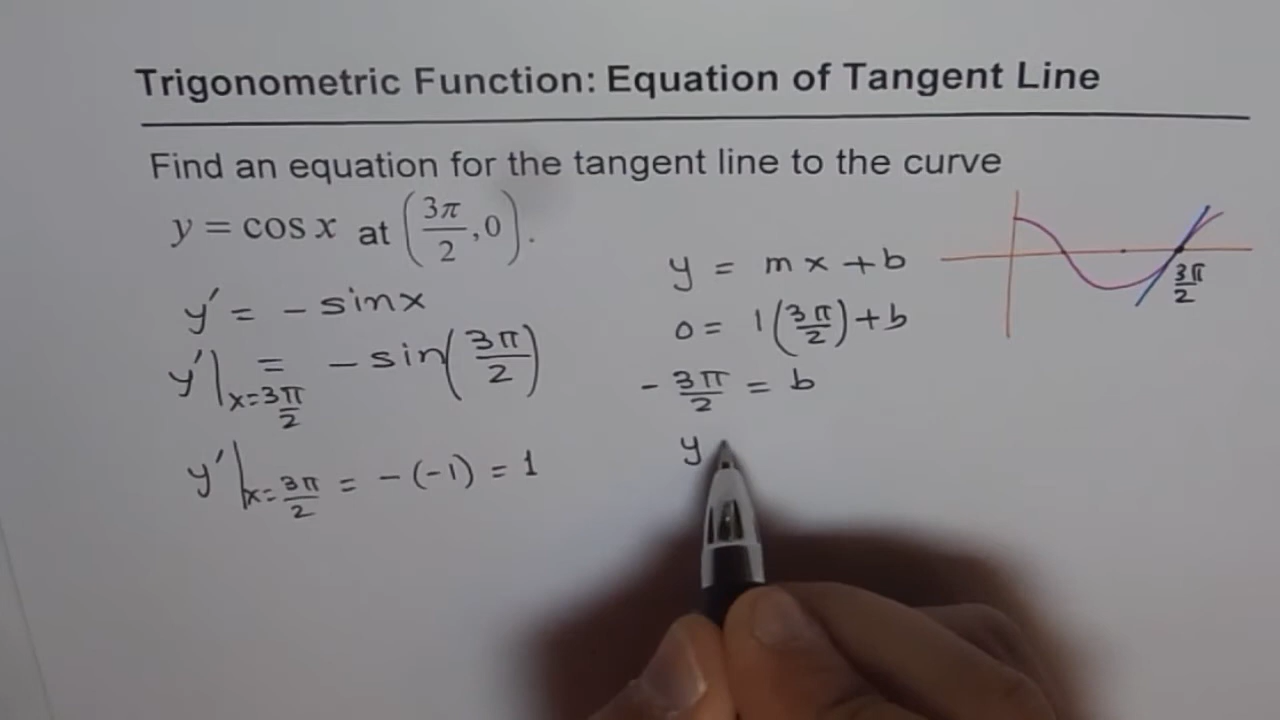 Trigonometric Function: Equation of Tangent Line
Find an equation for the tangent line to the curve
y = cos x at (3π/2, 0).
y' = - sinx
y'|x=3π/2 = - sin(3π/2)
y'|x=3π/2 = - (-1) = 1
y = mx + b
0 = 1(3π/2) + b
- 3π/2 = b
y
3π/2